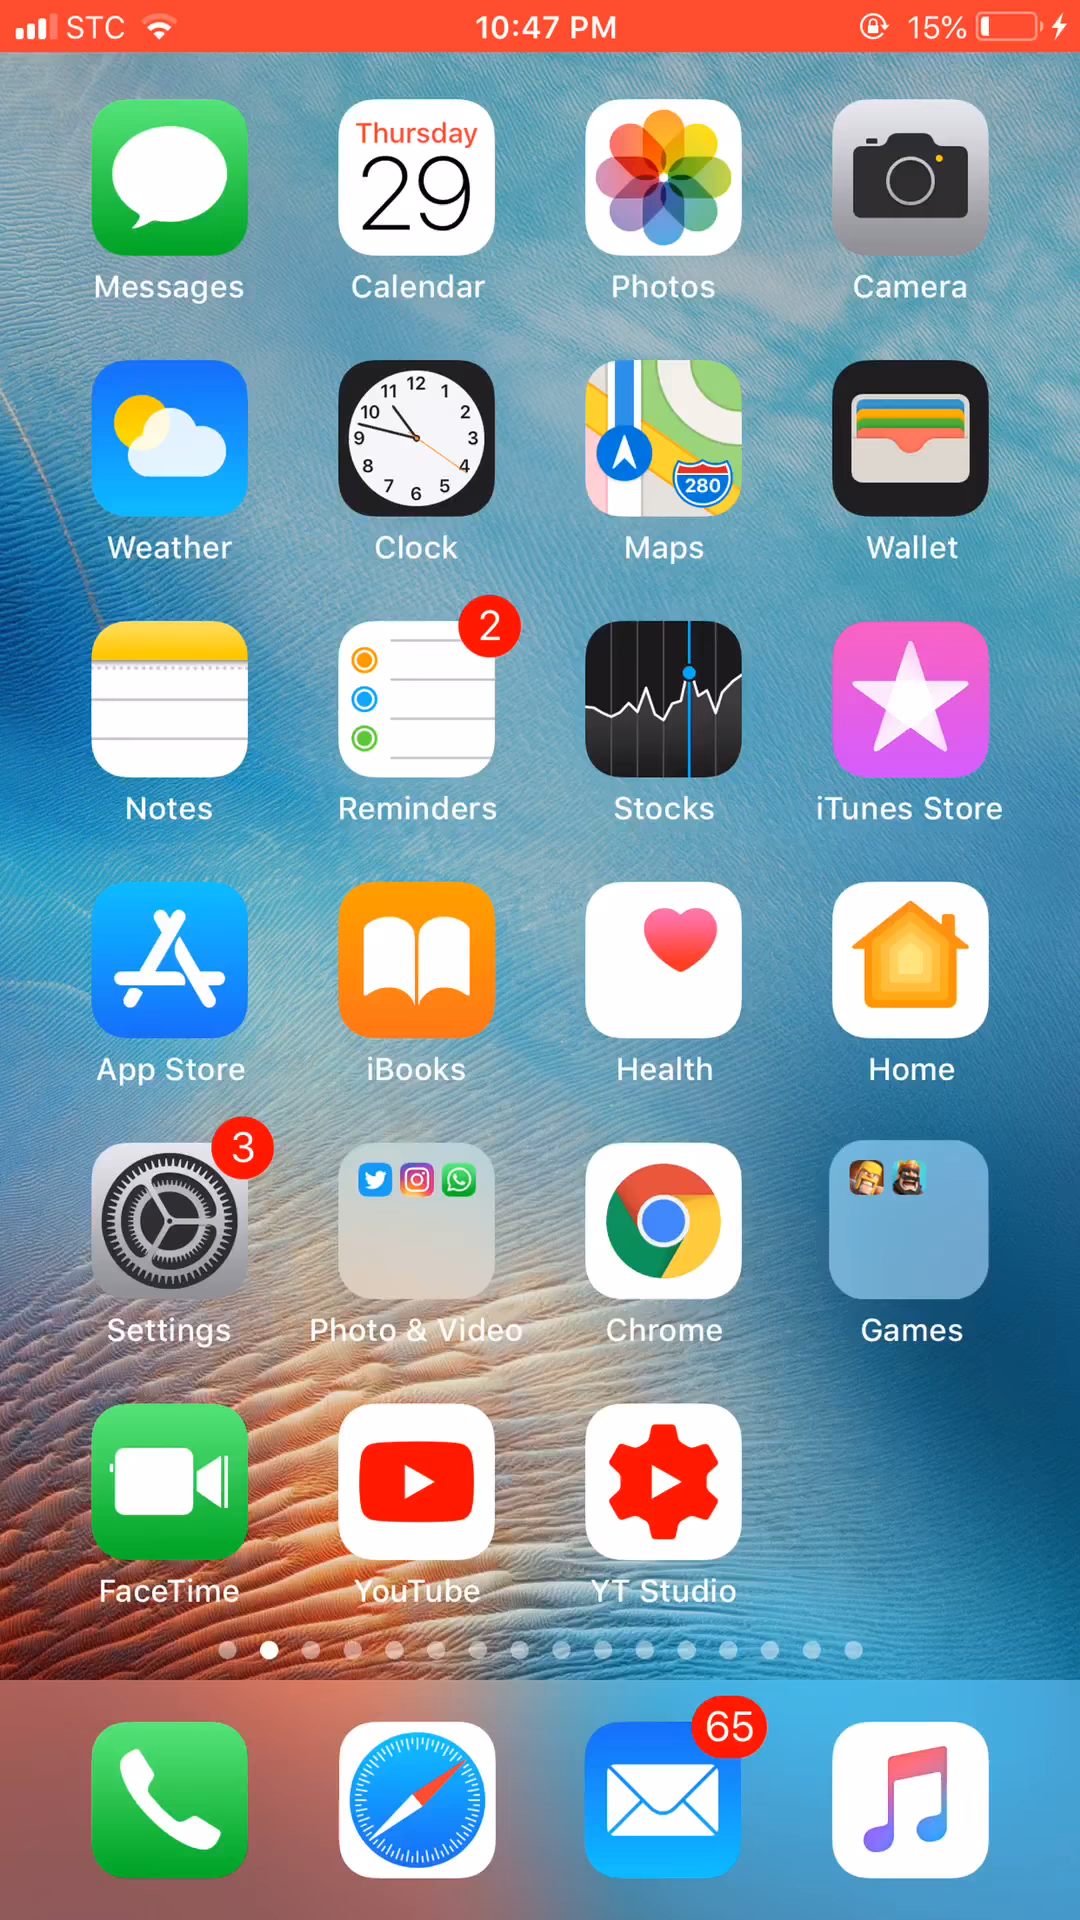 STC 10:47 PM 15%
Thursday
29
Messages Calendar Photos Camera
12
11 1
10 2
9 3
8 4
7 5
6
280
Weather Clock Maps Wallet
2
Notes Reminders Stocks iTunes Store
App Store iBooks Health Home
3
Settings Photo & Video Chrome Games
FaceTime YouTube YT Studio
65